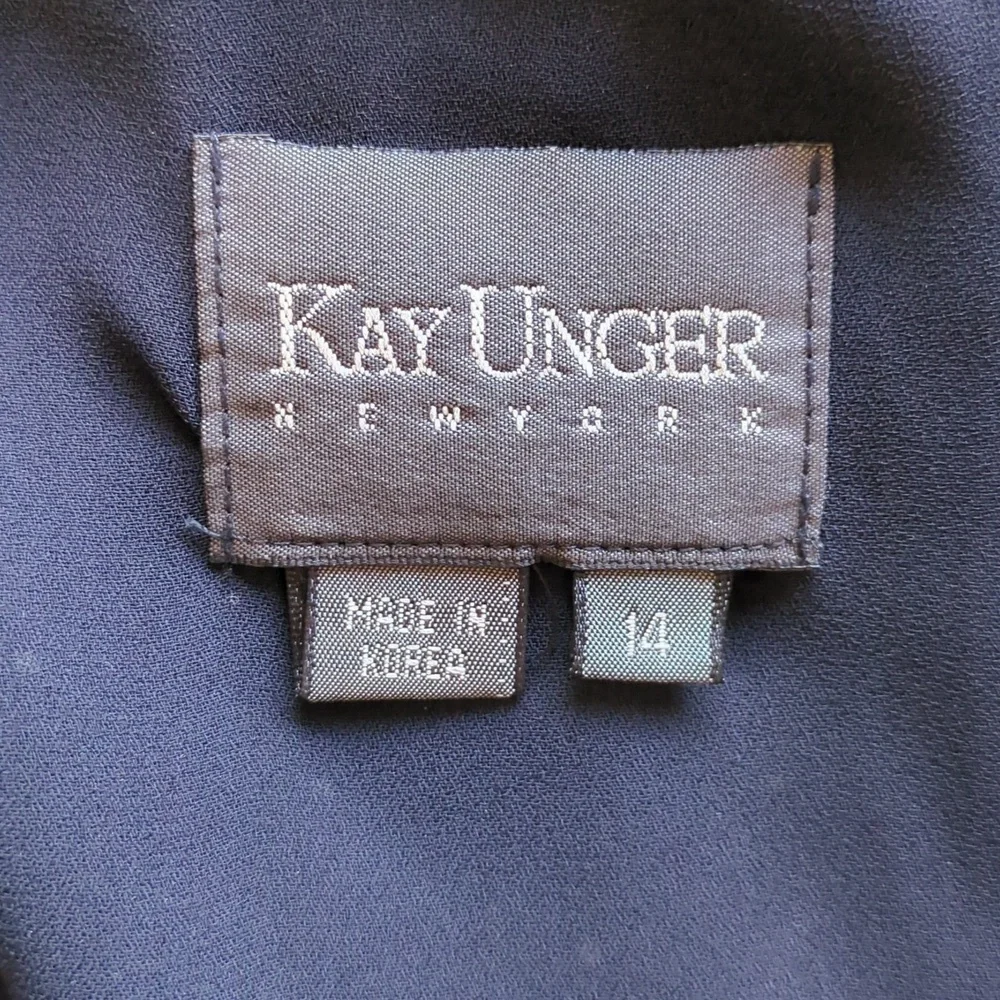 KAY UNGER
NEW YORK
MADE IN
KOREA
14